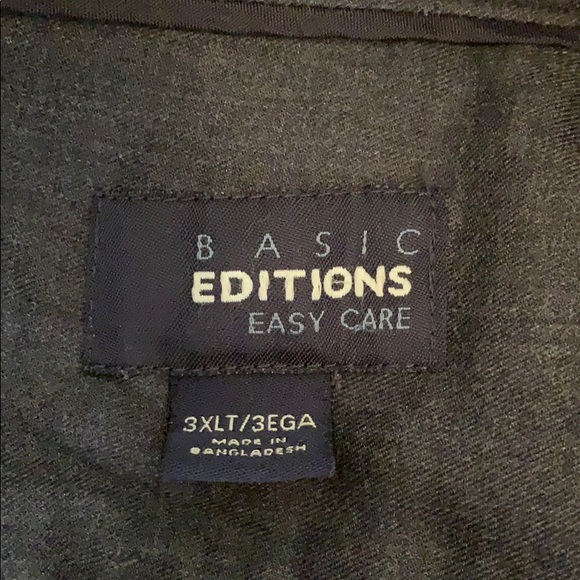 BASIC
EDITIONS
EASY CARE
3XLT/3EGA
MADE IN
BANGLADESH